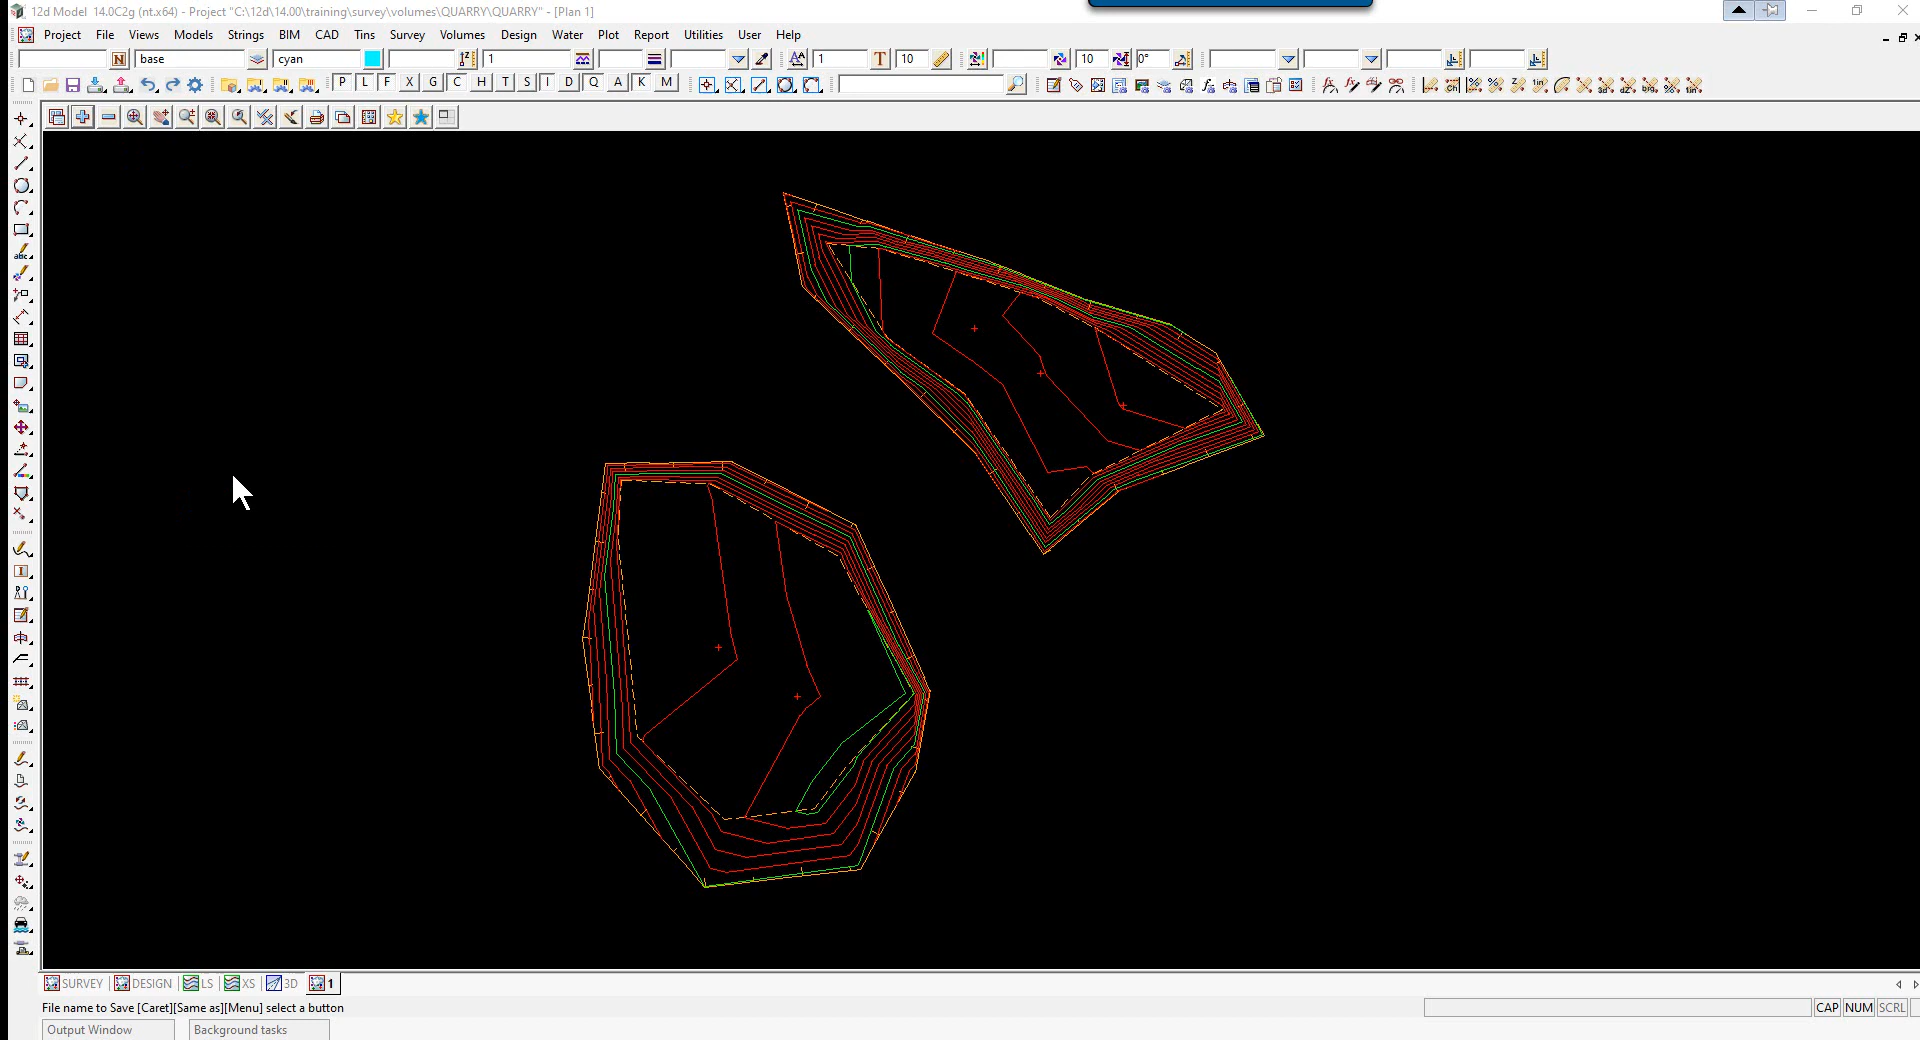 12d Model 14.0C2g (nt.x64) - Project "C:\12d\14.00\training\survey\volumes\QUARRY\QUARRY" - [Plan 1]
Project File Views Models Strings BIM CAD Tins Survey Volumes Design Water Plot Report Utilities User Help
base cyan 1 1 10 10 0°
P L F X G C H T S I D Q A K M
SURVEY DESIGN LS XS 3D 1
File name to Save [Caret][Same as][Menu] select a button
CAP NUM SCRL
Output Window Background tasks